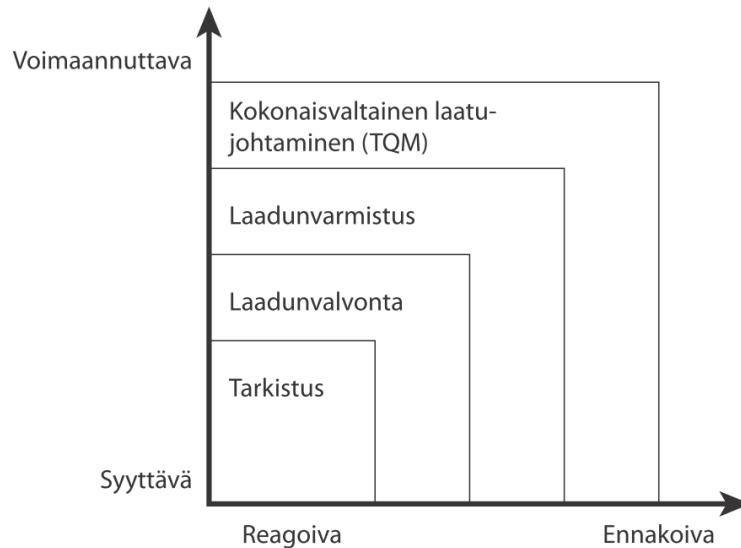 Voimaannuttava
Kokonaisvaltainen laatu-
johtaminen (TQM)
Laadunvarmistus
Laadunvalvonta
Tarkistus
Syyttävä
Reagoiva
Ennakoiva